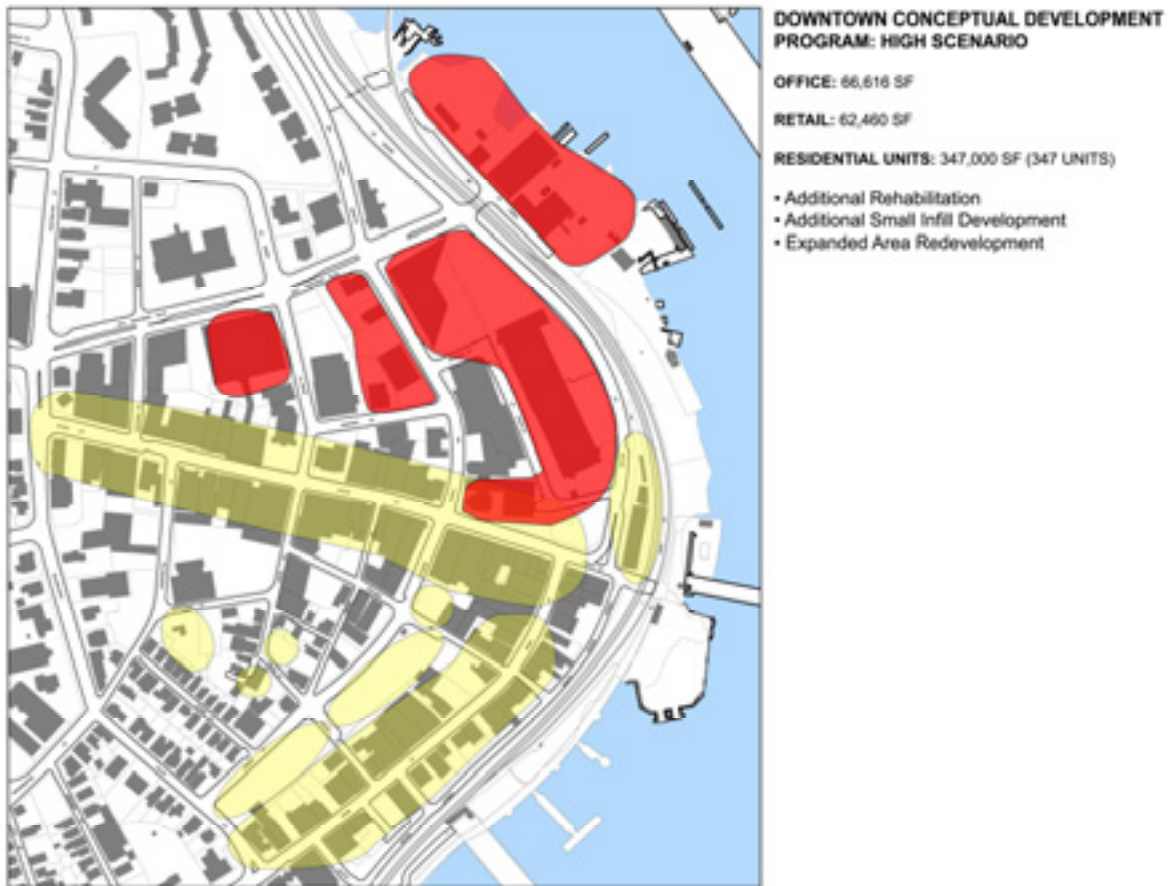 DOWNTOWN CONCEPTUAL DEVELOPMENT
PROGRAM: HIGH SCENARIO
OFFICE: 66,616 SF
RETAIL: 62,460 SF
RESIDENTIAL UNITS: 347,000 SF (347 UNITS)
• Additional Rehabilitation
• Additional Small Infill Development
• Expanded Area Redevelopment